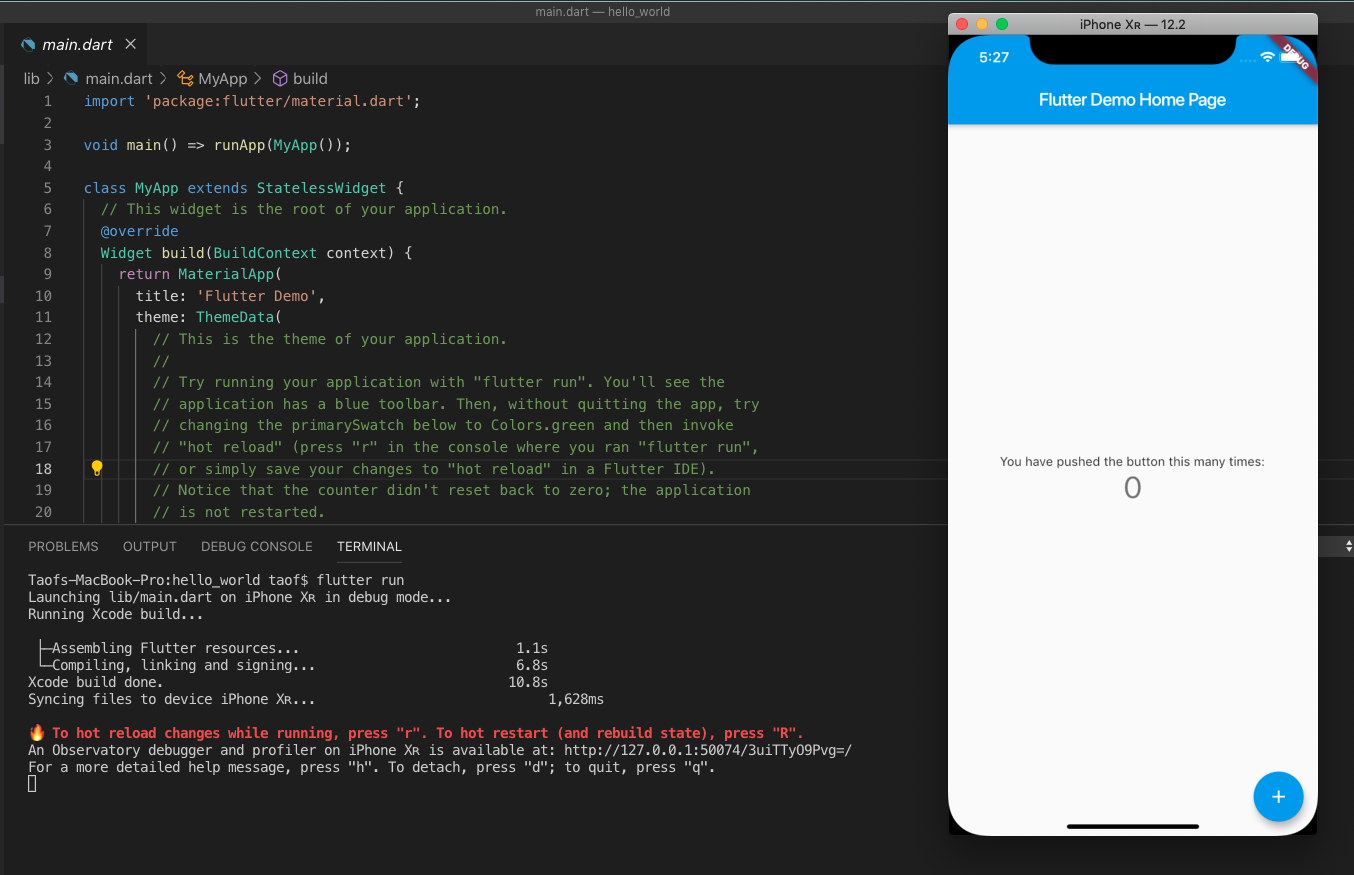 main.dart — hello_world
main.dart
lib > main.dart > MyApp > build
1 import 'package:flutter/material.dart';
2
3 void main() => runApp(MyApp());
4
5 class MyApp extends StatelessWidget {
6 // This widget is the root of your application.
7 @override
8 Widget build(BuildContext context) {
9 return MaterialApp(
10 title: 'Flutter Demo',
11 theme: ThemeData(
12 // This is the theme of your application.
13 //
14 // Try running your application with "flutter run". You'll see the
15 // application has a blue toolbar. Then, without quitting the app, try
16 // changing the primarySwatch below to Colors.green and then invoke
17 // "hot reload" (press "r" in the console where you ran "flutter run",
18 // or simply save your changes to "hot reload" in a Flutter IDE).
19 // Notice that the counter didn't reset back to zero; the application
20 // is not restarted.
PROBLEMS OUTPUT DEBUG CONSOLE TERMINAL
Taofs-MacBook-Pro:hello_world taof$ flutter run
Launching lib/main.dart on iPhone Xʀ in debug mode...
Running Xcode build...
├─Assembling Flutter resources... 1.1s
└─Compiling, linking and signing... 6.8s
Xcode build done. 10.8s
Syncing files to device iPhone Xʀ... 1,628ms
🔥 To hot reload changes while running, press "r". To hot restart (and rebuild state), press "R".
An Observatory debugger and profiler on iPhone Xʀ is available at: http://127.0.0.1:50074/3uiTTyO9Pvg=/
For a more detailed help message, press "h". To detach, press "d"; to quit, press "q".
iPhone Xʀ — 12.2
5:27
DEBUG
Flutter Demo Home Page
You have pushed the button this many times:
0
+